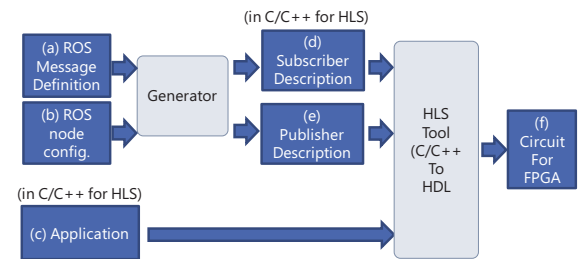 (in C/C++ for HLS)
(a) ROS
Message
Definition
(b) ROS
node
config.
Generator
(d)
Subscriber
Description
(e)
Publisher
Description
HLS
Tool
(C/C++
To
HDL
(f)
Circuit
For
FPGA
(in C/C++ for HLS)
(c) Application